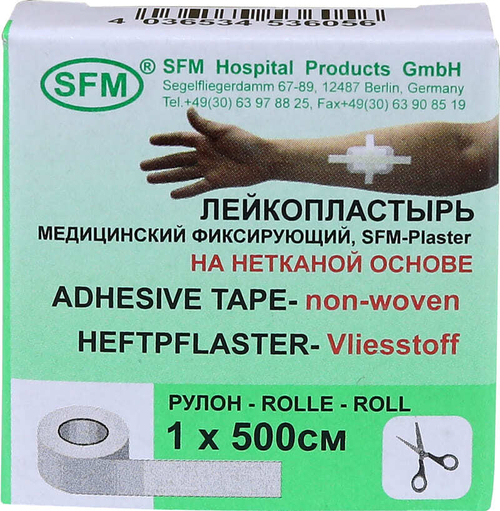 4 036534 536056
SFM® SFM Hospital Products GmbH
Segelfliegerdamm 67-89, 12487 Berlin, Germany
Tel.+49(30) 63 97 88 25, Fax+49(30) 63 90 85 19
ЛЕЙКОПЛАСТЫРЬ
МЕДИЦИНСКИЙ ФИКСИРУЮЩИЙ, SFM-Plaster
НА НЕТКАНОЙ ОСНОВЕ
ADHESIVE TAPE- non-woven
HEFTPFLASTER- Vliesstoff
РУЛОН - ROLLE - ROLL
1 x 500см